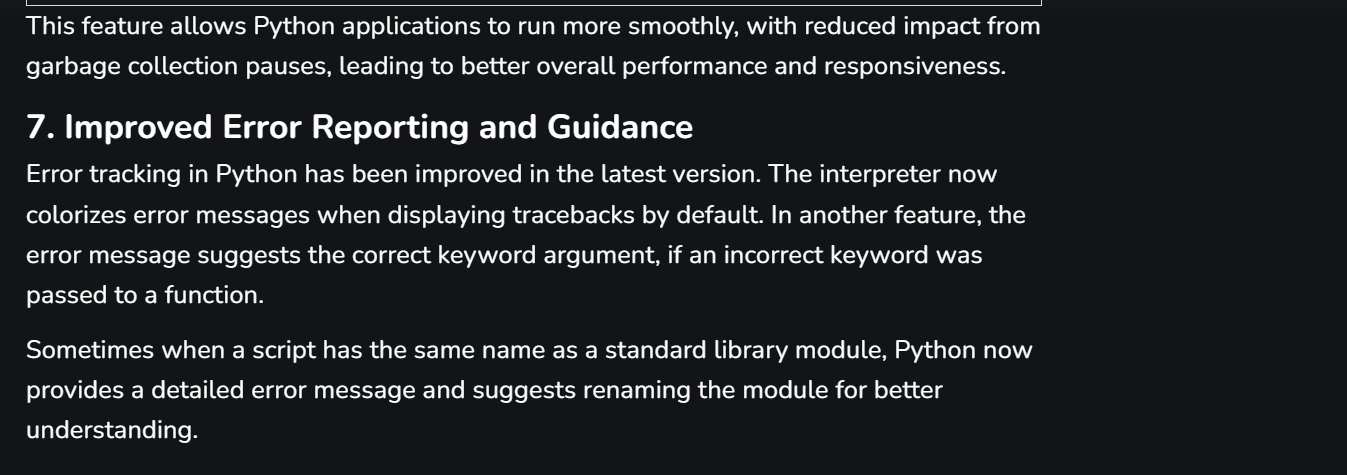 This feature allows Python applications to run more smoothly, with reduced impact from
garbage collection pauses, leading to better overall performance and responsiveness.
7. Improved Error Reporting and Guidance
Error tracking in Python has been improved in the latest version. The interpreter now
colorizes error messages when displaying tracebacks by default. In another feature, the
error message suggests the correct keyword argument, if an incorrect keyword was
passed to a function.
Sometimes when a script has the same name as a standard library module, Python now
provides a detailed error message and suggests renaming the module for better
understanding.